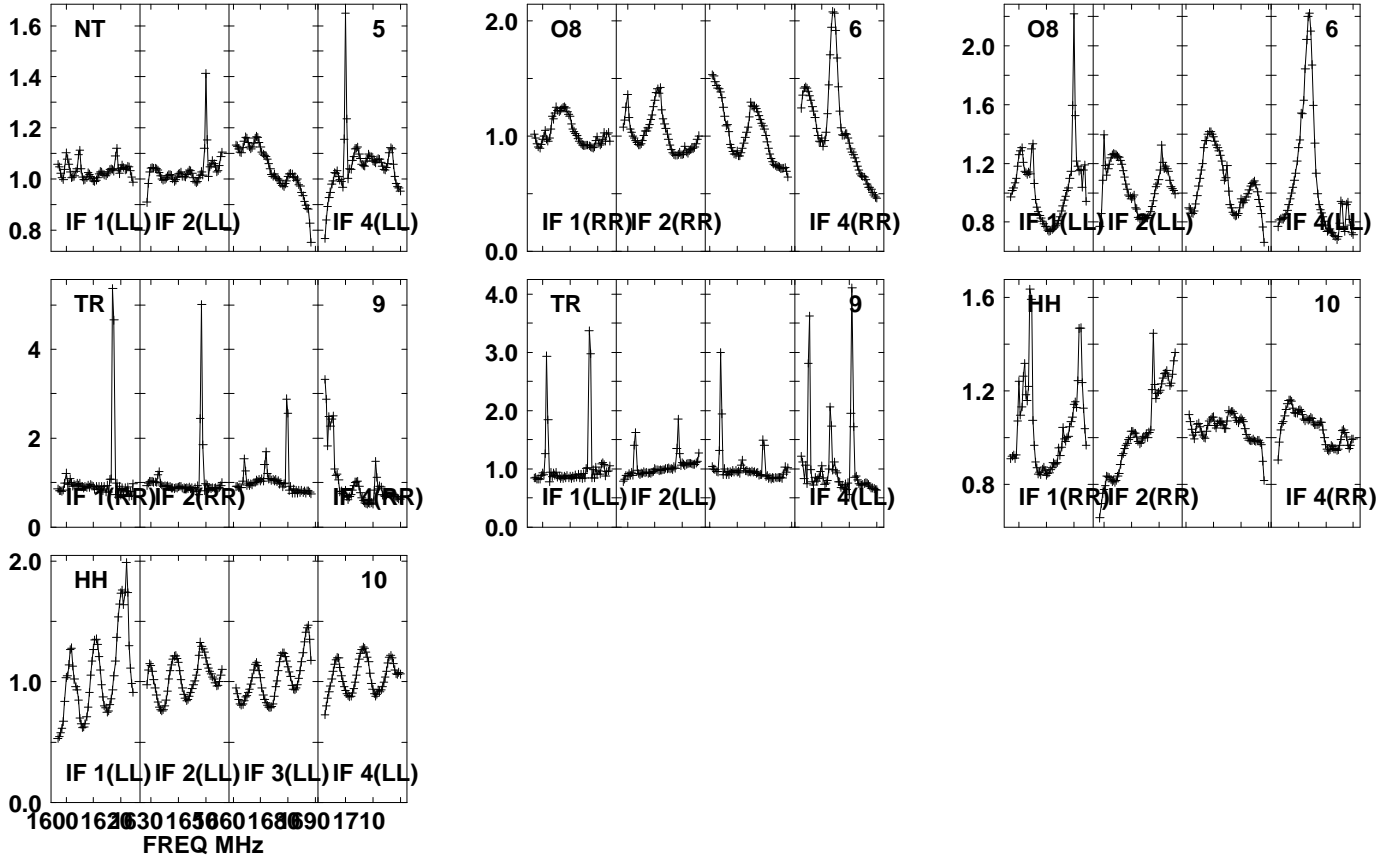 NT 5
1.6
1.4
1.2
1.0
0.8
IF 1(LL) IF 2(LL) IF 4(LL)
O8 6
2.0
1.0
0.0
IF 1(RR) IF 2(RR) IF 4(RR)
O8 6
2.0
1.6
1.2
0.8
IF 1(LL) IF 2(LL) IF 4(LL)
TR 9
4
2
0
IF 1(RR) IF 2(RR) IF 4(RR)
TR 9
4.0
3.0
2.0
1.0
0.0
IF 1(LL) IF 2(LL) IF 4(LL)
HH 10
1.6
1.2
0.8
IF 1(RR) IF 2(RR) IF 4(RR)
HH 10
2.0
1.0
0.0
IF 1(LL) IF 2(LL) IF 3(LL) IF 4(LL)
1600 1620 1630 1650 1660 1680 1690 1710
FREQ MHz